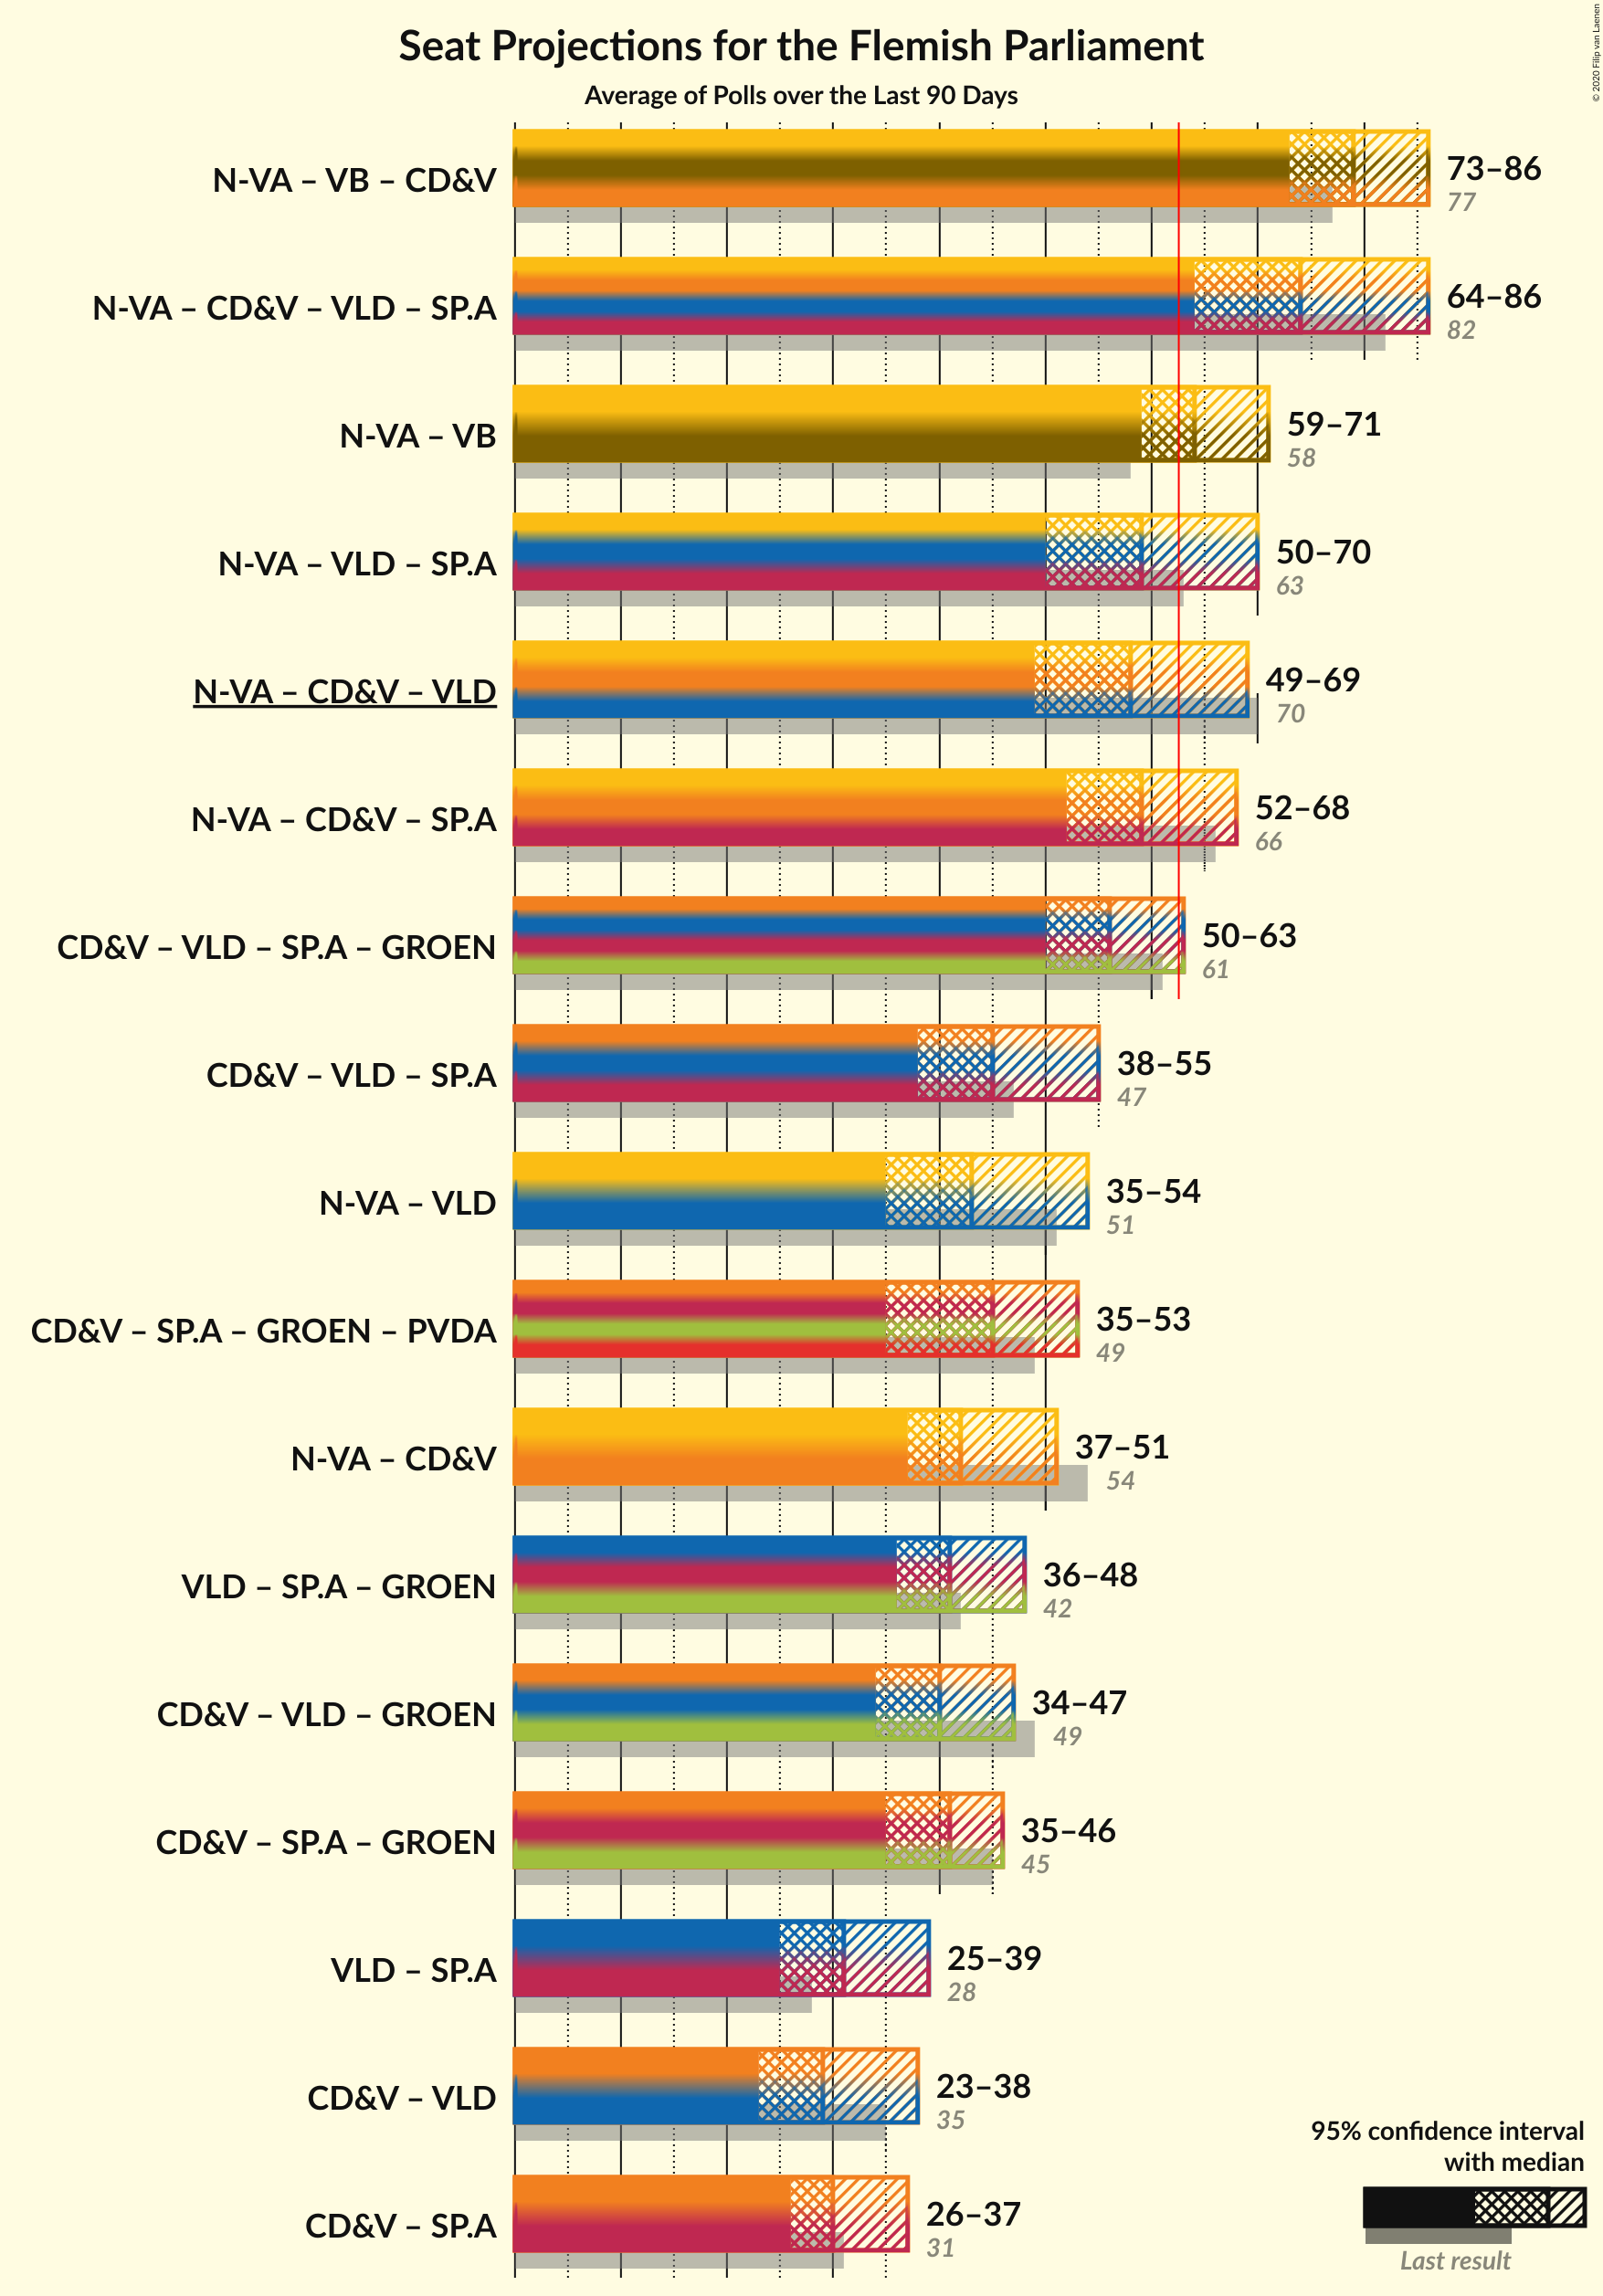 Seat Projections for the Flemish Parliament
Average of Polls over the Last 90 Days
© 2020 Filip van Laenen
N-VA – VB – CD&V
73–86
77
N-VA – CD&V – VLD – SP.A
64–86
82
N-VA – VB
59–71
58
N-VA – VLD – SP.A
50–70
63
N-VA – CD&V – VLD
49–69
70
N-VA – CD&V – SP.A
52–68
66
CD&V – VLD – SP.A – GROEN
50–63
61
CD&V – VLD – SP.A
38–55
47
N-VA – VLD
35–54
51
CD&V – SP.A – GROEN – PVDA
35–53
49
N-VA – CD&V
37–51
54
VLD – SP.A – GROEN
36–48
42
CD&V – VLD – GROEN
34–47
49
CD&V – SP.A – GROEN
35–46
45
VLD – SP.A
25–39
28
CD&V – VLD
23–38
35
CD&V – SP.A
26–37
31
95% confidence interval
with median
Last result